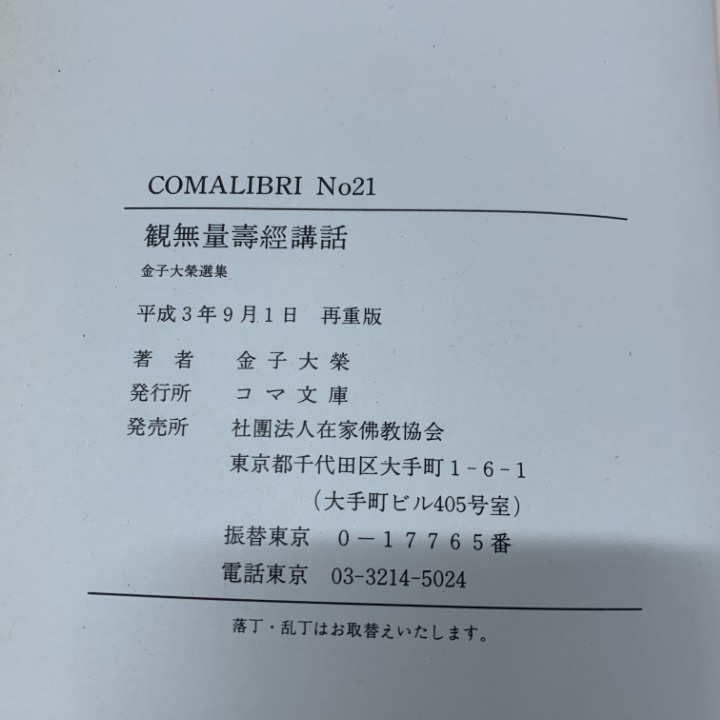 COMALIBRI No21
観無量壽經講話
金子大榮選集
平成3年9月1日 再重版
著者 金子大榮
発行所 コマ文庫
発売所 社團法人在家佛教協会
東京都千代田区大手町1-6-1
(大手町ビル405号室)
振替東京 0-17765番
電話東京 03-3214-5024
落丁・乱丁はお取替えいたします。